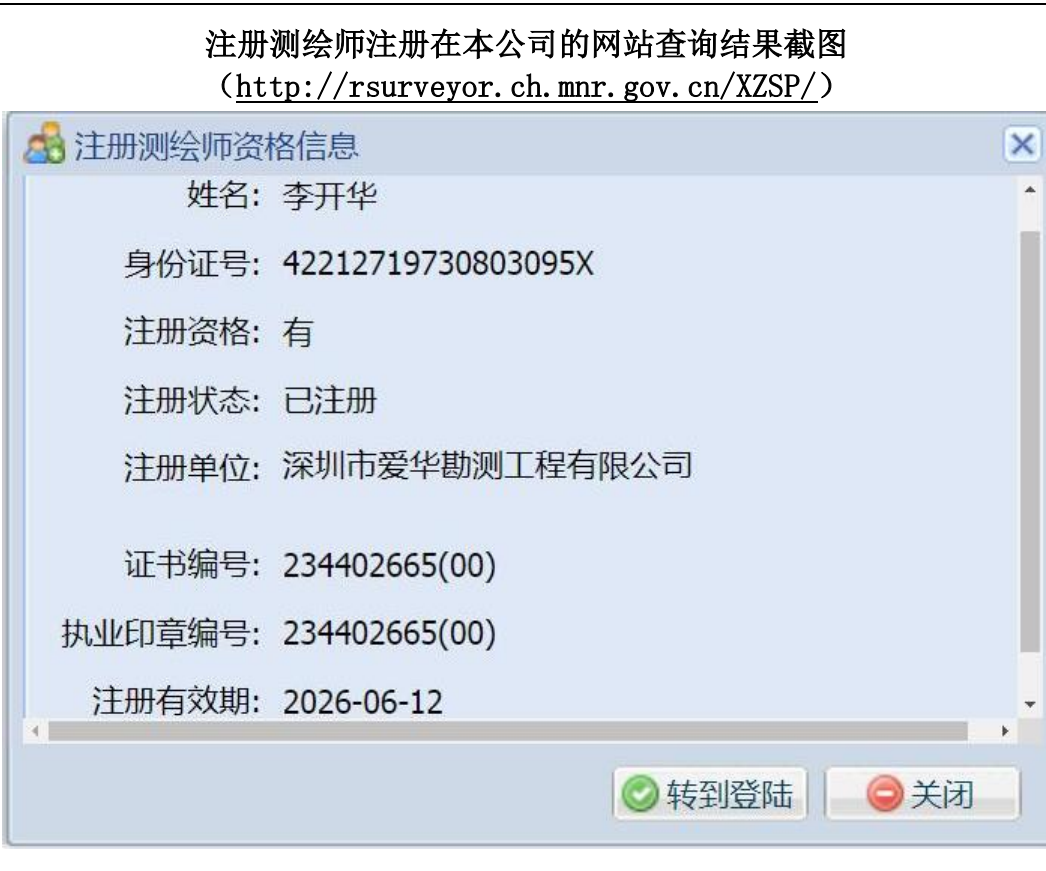 注册测绘师注册在本公司的网站查询结果截图
（http://rsurveyor.ch.mnr.gov.cn/XZSP/）
注册测绘师资格信息
姓名: 李开华
身份证号: 42212719730803095X
注册资格: 有
注册状态: 已注册
注册单位: 深圳市爱华勘测工程有限公司
证书编号: 234402665(00)
执业印章编号: 234402665(00)
注册有效期: 2026-06-12
转到登陆 关闭